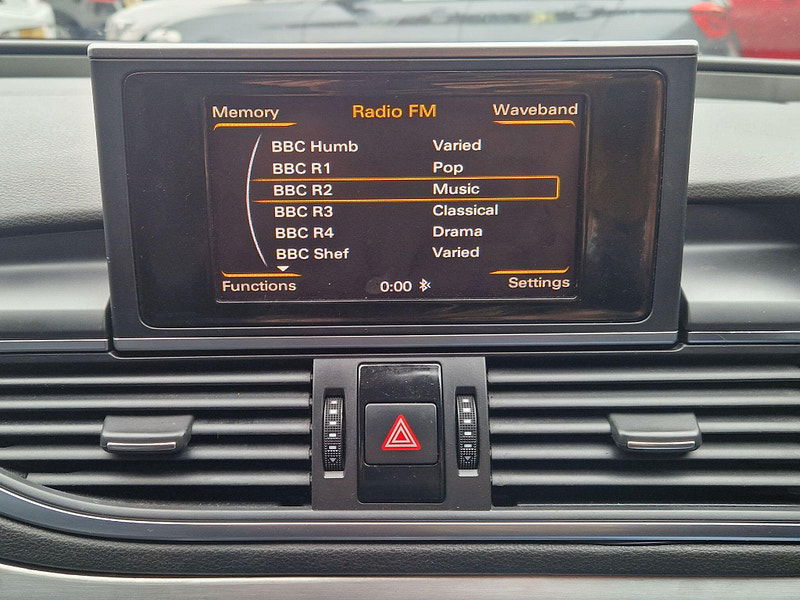 Memory Radio FM Waveband
BBC Humb Varied
BBC R1 Pop
BBC R2 Music
BBC R3 Classical
BBC R4 Drama
BBC Shef Varied
Functions 0:00 Settings